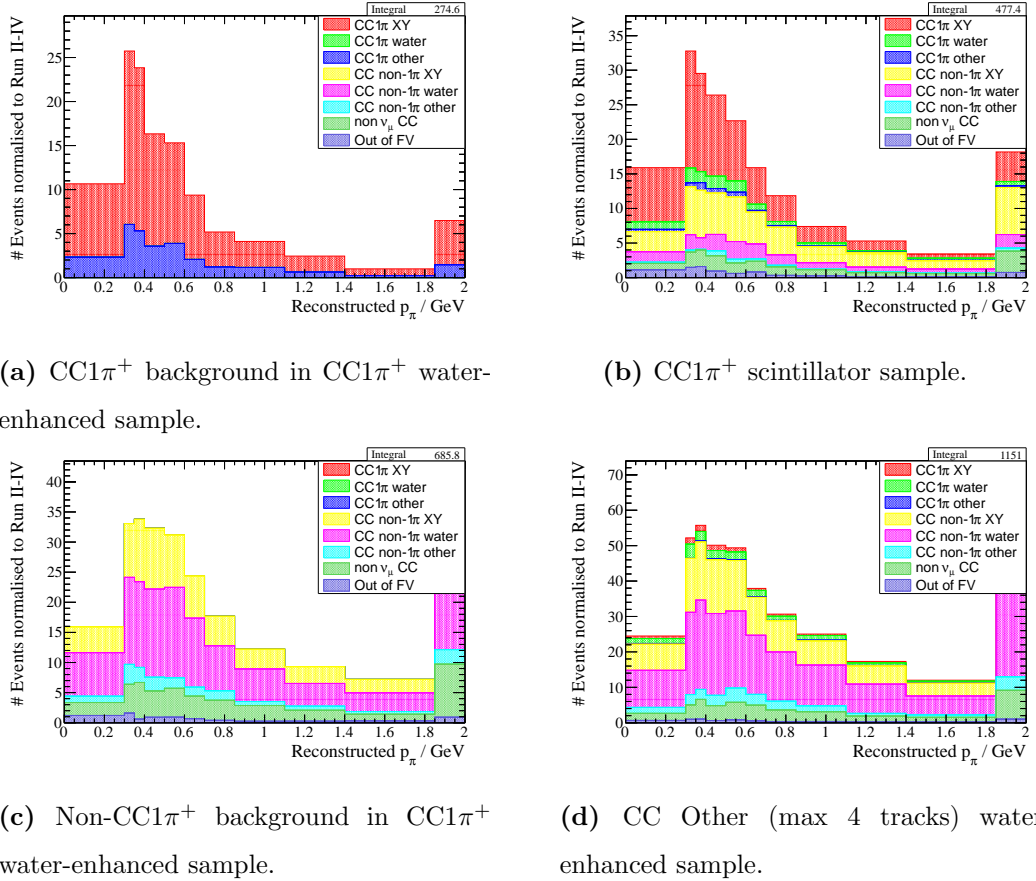 Integral 274.6
CC1π XY
CC1π water
CC1π other
CC non-1π XY
CC non-1π water
CC non-1π other
non ν_μ CC
Out of FV
# Events normalised to Run II-IV
25
20
15
10
5
0
0 0.2 0.4 0.6 0.8 1 1.2 1.4 1.6 1.8 2
Reconstructed p_π / GeV
Integral 477.4
CC1π XY
CC1π water
CC1π other
CC non-1π XY
CC non-1π water
CC non-1π other
non ν_μ CC
Out of FV
# Events normalised to Run II-IV
35
30
25
20
15
10
5
0
0 0.2 0.4 0.6 0.8 1 1.2 1.4 1.6 1.8 2
Reconstructed p_π / GeV
(a) CC1π⁺ background in CC1π⁺ water-
enhanced sample.
(b) CC1π⁺ scintillator sample.
Integral 685.8
CC1π XY
CC1π water
CC1π other
CC non-1π XY
CC non-1π water
CC non-1π other
non ν_μ CC
Out of FV
# Events normalised to Run II-IV
40
35
30
25
20
15
10
5
0
0 0.2 0.4 0.6 0.8 1 1.2 1.4 1.6 1.8 2
Reconstructed p_π / GeV
Integral 1151
CC1π XY
CC1π water
CC1π other
CC non-1π XY
CC non-1π water
CC non-1π other
non ν_μ CC
Out of FV
# Events normalised to Run II-IV
70
60
50
40
30
20
10
0
0 0.2 0.4 0.6 0.8 1 1.2 1.4 1.6 1.8 2
Reconstructed p_π / GeV
(c) Non-CC1π⁺ background in CC1π⁺
water-enhanced sample.
(d) CC Other (max 4 tracks) water
enhanced sample.